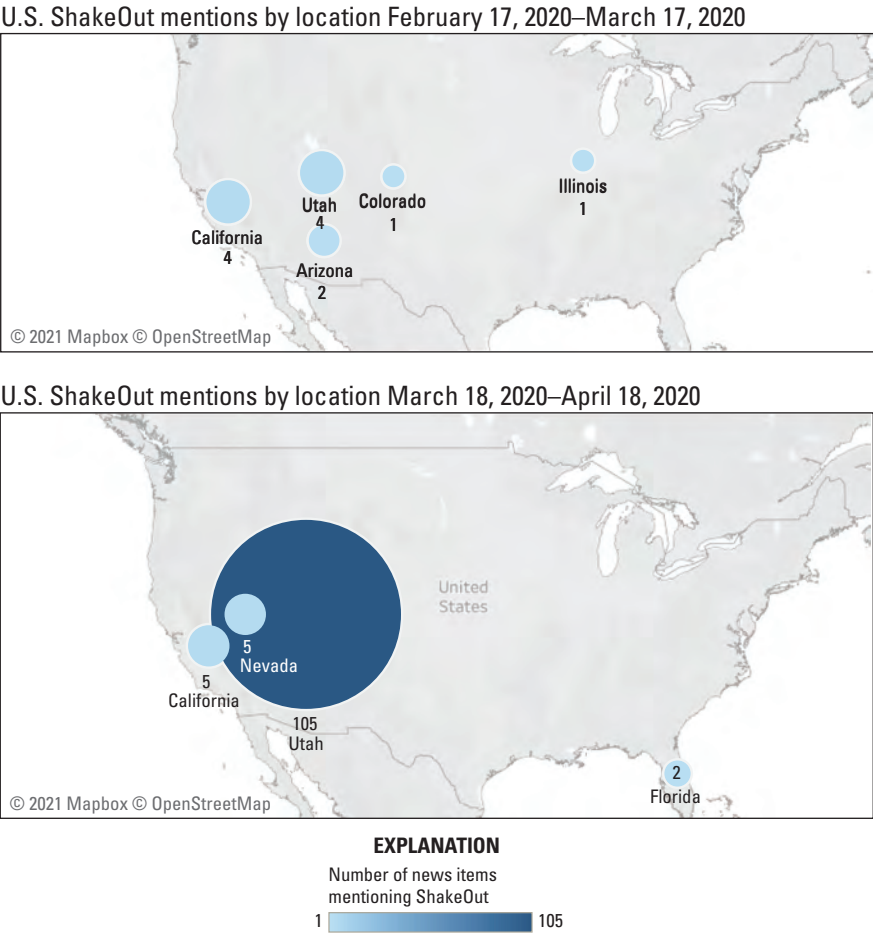 U.S. ShakeOut mentions by location February 17, 2020–March 17, 2020
California
4
Utah
4
Arizona
2
Colorado
1
Illinois
1
© 2021 Mapbox © OpenStreetMap
U.S. ShakeOut mentions by location March 18, 2020–April 18, 2020
United
States
5
Nevada
5
California
105
Utah
2
Florida
© 2021 Mapbox © OpenStreetMap
EXPLANATION
Number of news items
mentioning ShakeOut
1 105